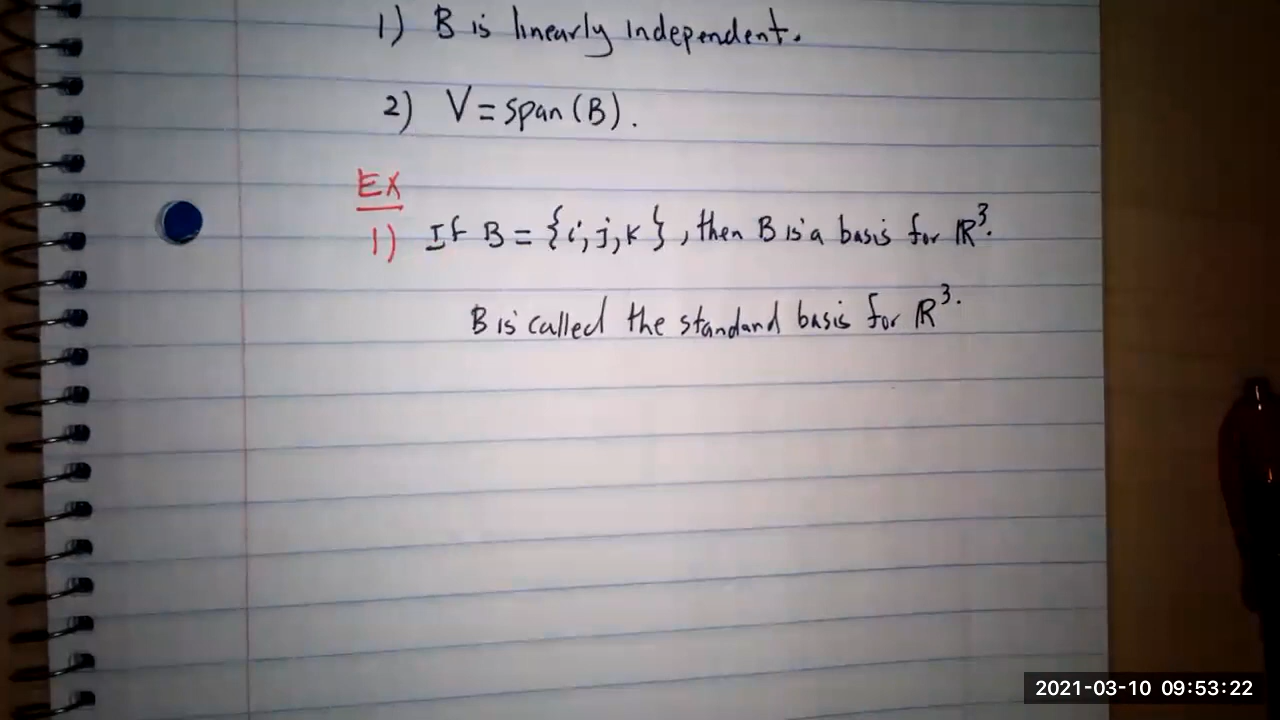 1) B is linearly independent.
2) V = span(B).
EX
1) If B = {i, j, k}, then B is a basis for ℝ³.
B is called the standard basis for ℝ³.
2021-03-10 09:53:22